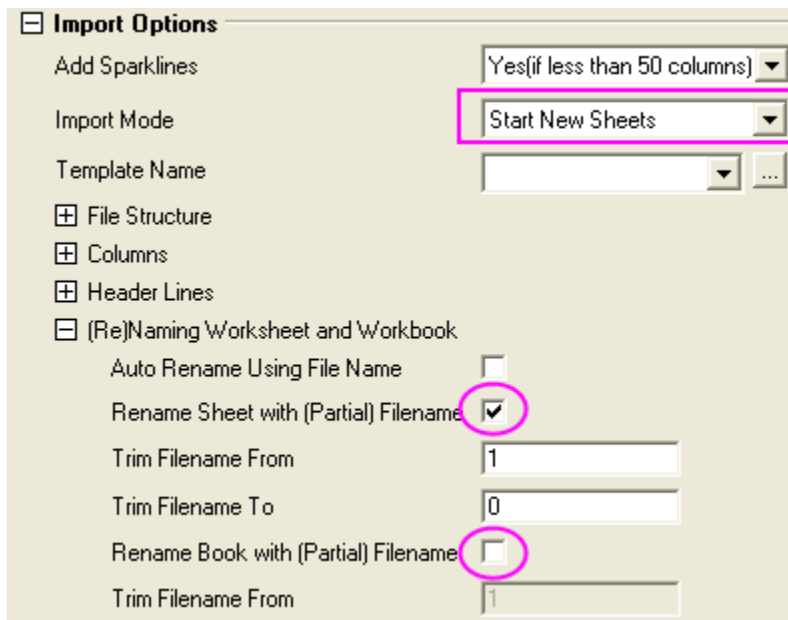 Import Options
Add Sparklines Yes(if less than 50 columns)
Import Mode Start New Sheets
Template Name ...
File Structure
Columns
Header Lines
(Re)Naming Worksheet and Workbook
Auto Rename Using File Name
Rename Sheet with (Partial) Filename
Trim Filename From 1
Trim Filename To 0
Rename Book with (Partial) Filename
Trim Filename From 1